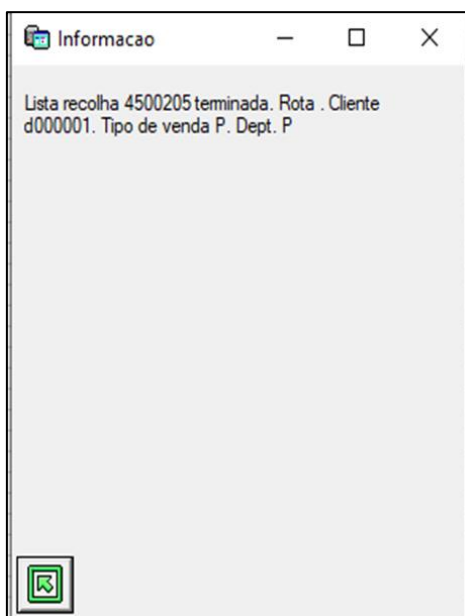 Informacao
Lista recolha 4500205 terminada. Rota . Cliente
d000001. Tipo de venda P. Dept. P